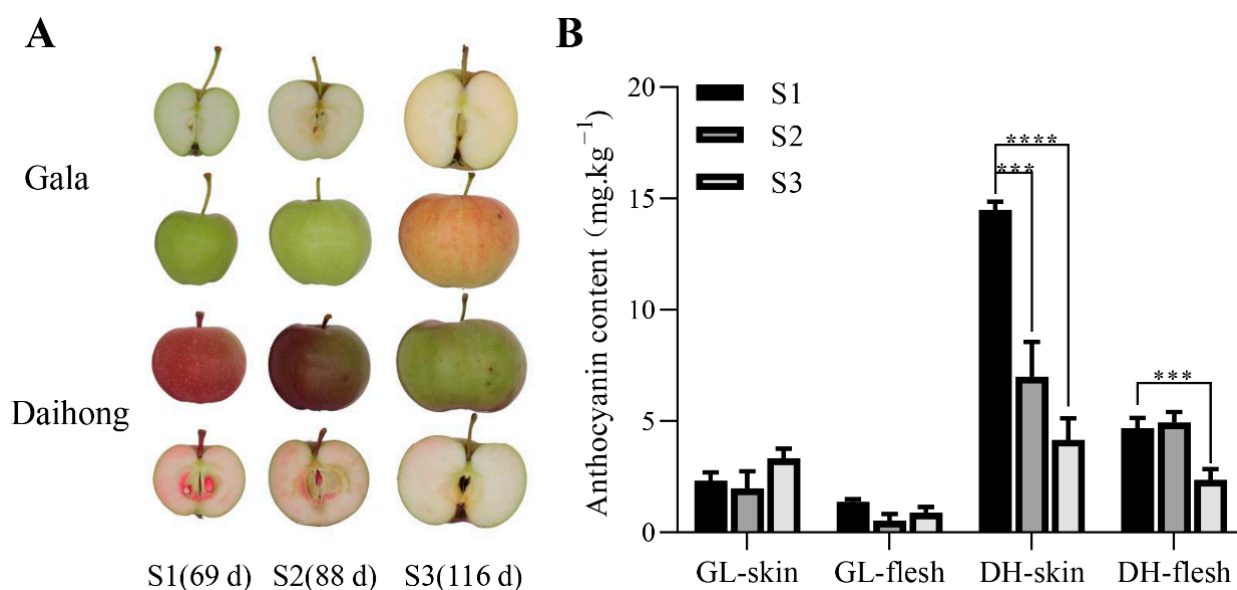 A
Gala
Daihong
S1(69 d) S2(88 d) S3(116 d)
B
Anthocyanin content (mg.kg⁻¹)
20
15
10
5
0
S1
S2
S3
****
***
***
GL-skin GL-flesh DH-skin DH-flesh